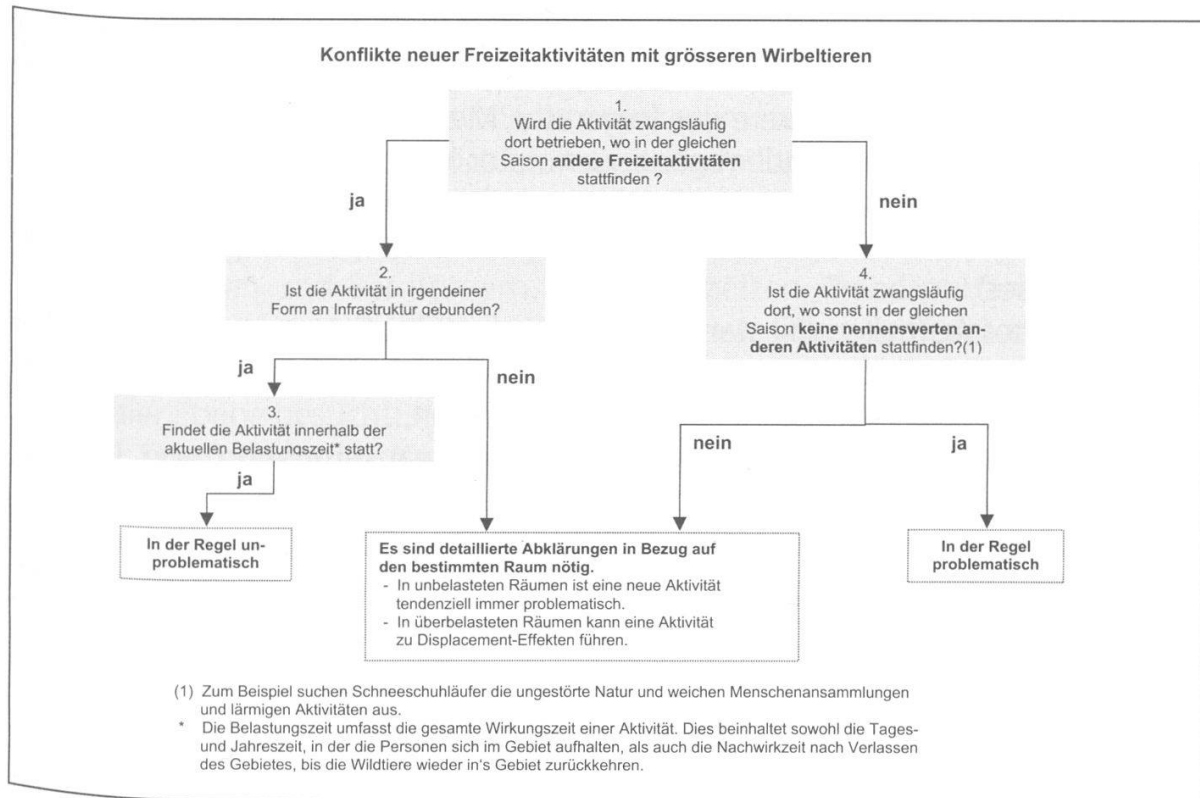 Konflikte neuer Freizeitaktivitäten mit grösseren Wirbeltieren
1.
Wird die Aktivität zwangsläufig
dort betrieben, wo in der gleichen
Saison andere Freizeitaktivitäten
stattfinden ?
ja
nein
2.
Ist die Aktivität in irgendeiner
Form an Infrastruktur gebunden?
4.
Ist die Aktivität zwangsläufig
dort, wo sonst in der gleichen
Saison keine nennenswerten an-
deren Aktivitäten stattfinden?(1)
ja
nein
3.
Findet die Aktivität innerhalb der
aktuellen Belastungszeit* statt?
nein
ja
ja
In der Regel un-
problematisch
Es sind detaillierte Abklärungen in Bezug auf
den bestimmten Raum nötig.
- In unbelasteten Räumen ist eine neue Aktivität
tendenziell immer problematisch.
- In überbelasteten Räumen kann eine Aktivität
zu Displacement-Effekten führen.
In der Regel
problematisch
(1) Zum Beispiel suchen Schneeschuhläufer die ungestörte Natur und weichen Menschenansammlungen
und lärmigen Aktivitäten aus.
* Die Belastungszeit umfasst die gesamte Wirkungszeit einer Aktivität. Dies beinhaltet sowohl die Tages-
und Jahreszeit, in der die Personen sich im Gebiet aufhalten, als auch die Nachwirkzeit nach Verlassen
des Gebietes, bis die Wildtiere wieder in's Gebiet zurückkehren.